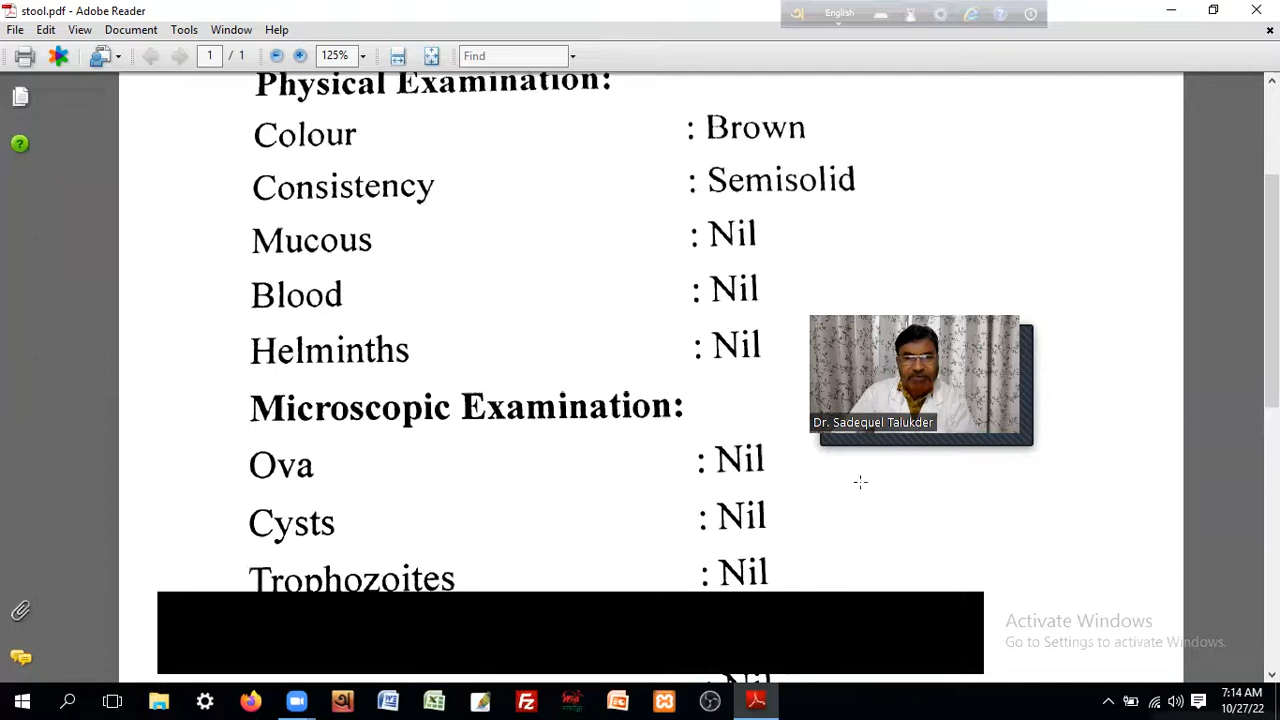 stool.pdf - Adobe Reader
English
File Edit View Document Tools Window Help
1 / 1 125% Find
Physical Examination:
Colour : Brown
Consistency : Semisolid
Mucous : Nil
Blood : Nil
Helminths : Nil
Dr. Sadequel Talukder
Microscopic Examination:
Ova : Nil
Cysts : Nil
Trophozoites : Nil
Activate Windows
Go to Settings to activate Windows.
: Nil
7:14 AM
10/27/22